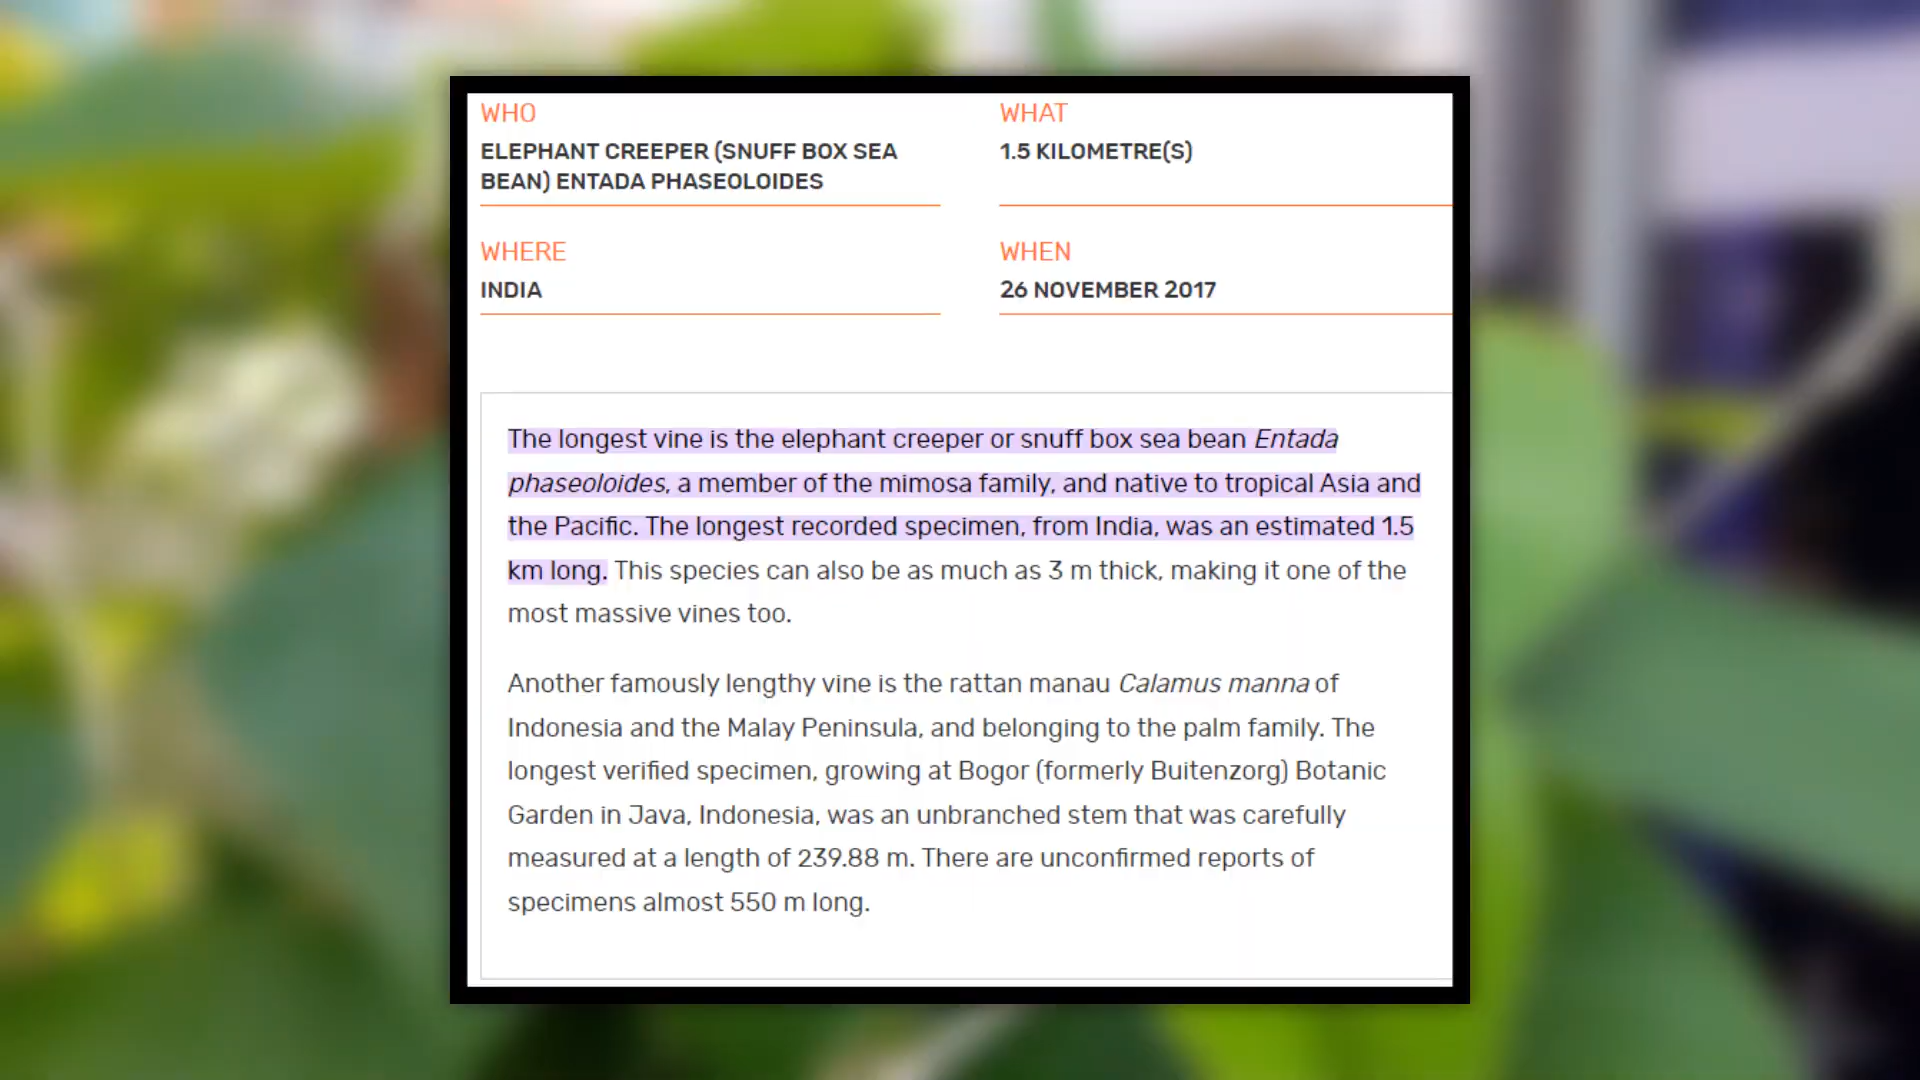 WHO
WHAT
ELEPHANT CREEPER (SNUFF BOX SEA
BEAN) ENTADA PHASEOLOIDES
1.5 KILOMETRE(S)
WHERE
WHEN
INDIA
26 NOVEMBER 2017
The longest vine is the elephant creeper or snuff box sea bean Entada
phaseoloides, a member of the mimosa family, and native to tropical Asia and
the Pacific. The longest recorded specimen, from India, was an estimated 1.5
km long. This species can also be as much as 3 m thick, making it one of the
most massive vines too.
Another famously lengthy vine is the rattan manau Calamus manna of
Indonesia and the Malay Peninsula, and belonging to the palm family. The
longest verified specimen, growing at Bogor (formerly Buitenzorg) Botanic
Garden in Java, Indonesia, was an unbranched stem that was carefully
measured at a length of 239.88 m. There are unconfirmed reports of
specimens almost 550 m long.